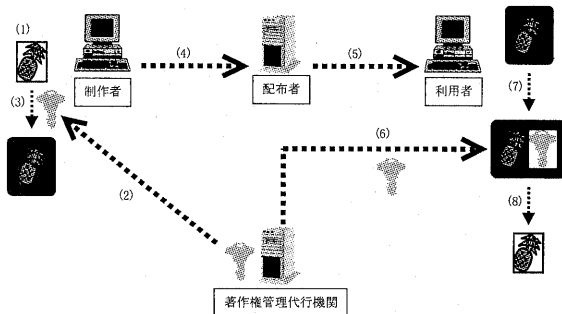 (1)
(4)
(5)
(7)
(3)
制作者
配布者
利用者
(6)
(2)
(8)
著作権管理代行機関